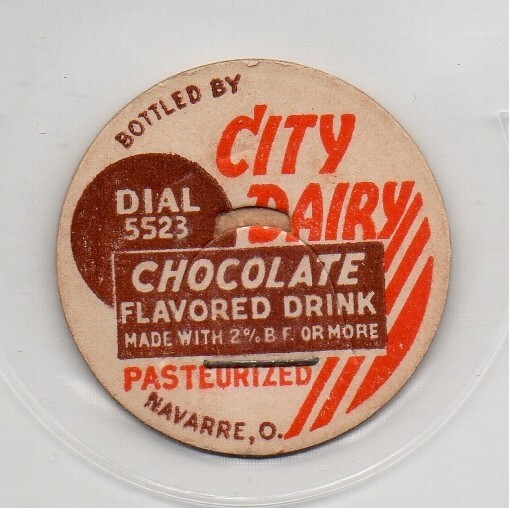 BOTTLED BY
CITY
DAIRY
DIAL
5523
CHOCOLATE
FLAVORED DRINK
MADE WITH 2% B.F. OR MORE
PASTEURIZED
NAVARRE, O.